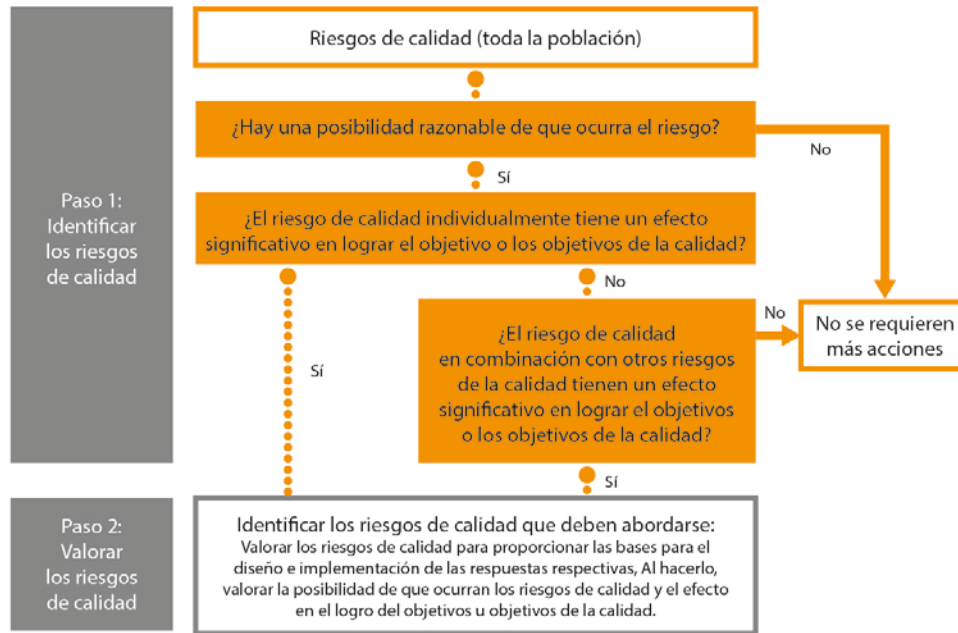 Riesgos de calidad (toda la población)
¿Hay una posibilidad razonable de que ocurra el riesgo?
No
Sí
Paso 1:
Identificar
los riesgos
de calidad
¿El riesgo de calidad individualmente tiene un efecto
significativo en lograr el objetivo o los objetivos de la calidad?
No
Sí
¿El riesgo de calidad
en combinación con otros riesgos
de la calidad tienen un efecto
significativo en lograr el objetivos
o los objetivos de la calidad?
No
No se requieren
más acciones
Sí
Paso 2:
Valorar
los riesgos
de calidad
Identificar los riesgos de calidad que deben abordarse:
Valorar los riesgos de calidad para proporcionar las bases para el
diseño e implementación de las respuestas respectivas, Al hacerlo,
valorar la posibilidad de que ocurran los riesgos de calidad y el efecto
en el logro del objetivos u objetivos de la calidad.